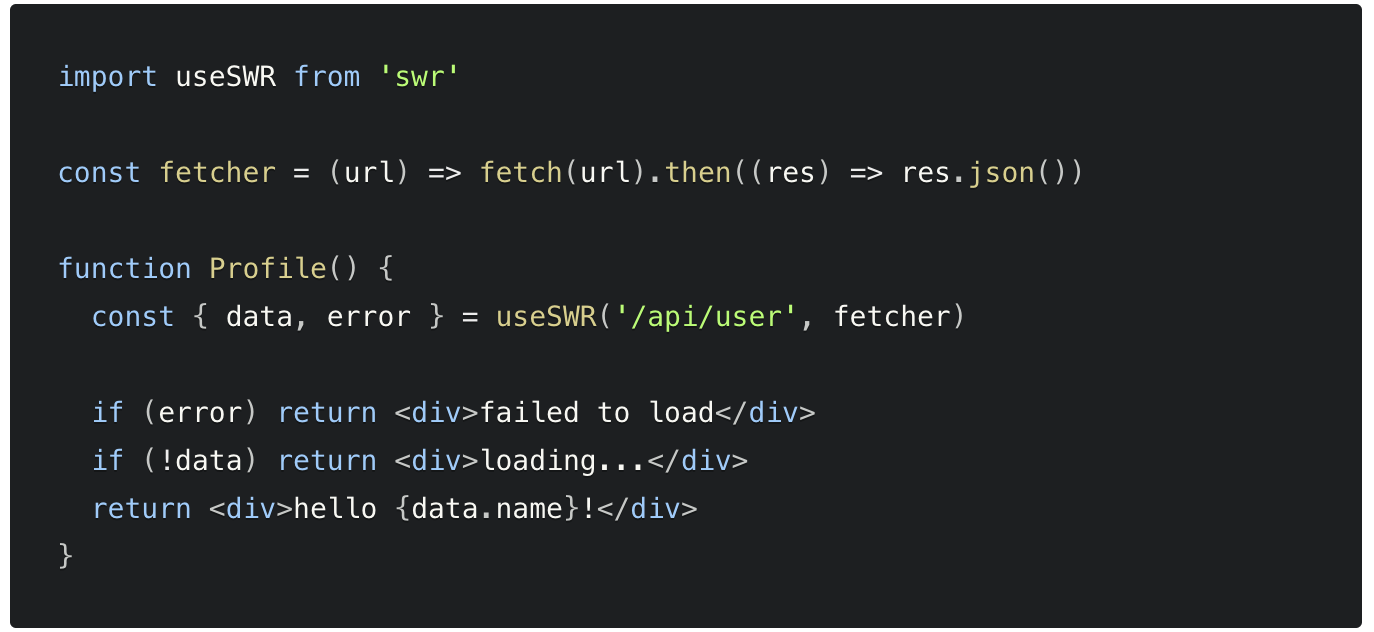 import useSWR from 'swr'
const fetcher = (url) => fetch(url).then((res) => res.json())
function Profile() {
  const { data, error } = useSWR('/api/user', fetcher)
  if (error) return <div>failed to load</div>
  if (!data) return <div>loading...</div>
  return <div>hello {data.name}!</div>
}